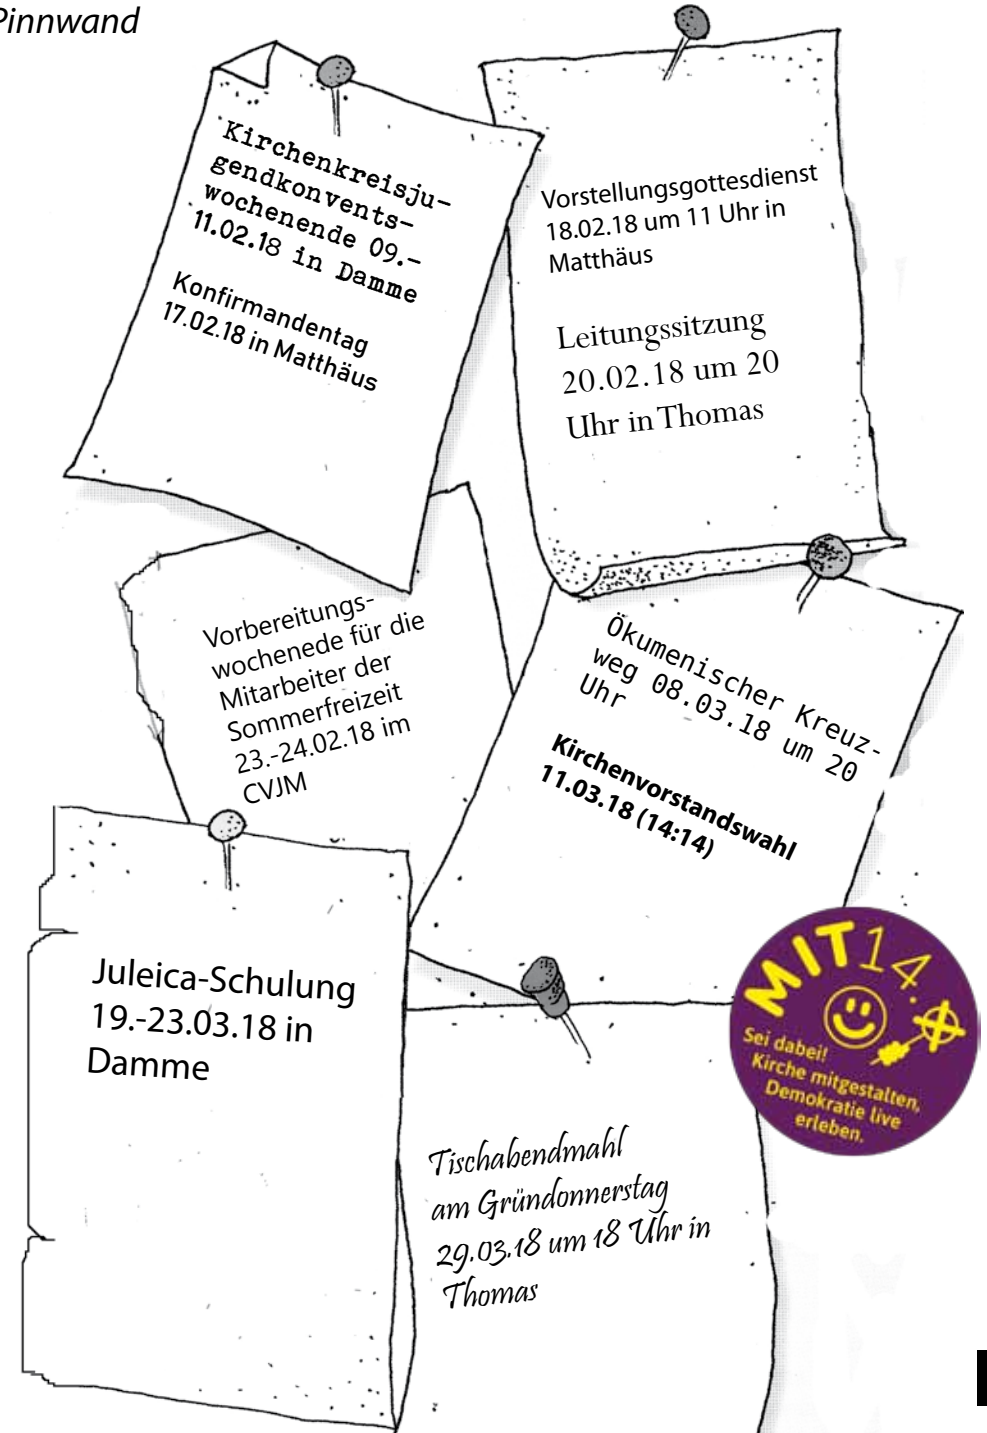 Pinnwand
Kirchenkreisju-
gendkonvents-
wochenende 09.-
11.02.18 in Damme
Konfirmandentag
17.02.18 in Matthäus
Vorstellungsgottesdienst
18.02.18 um 11 Uhr in
Matthäus
Leitungssitzung
20.02.18 um 20
Uhr in Thomas
Vorbereitungs-
wochenede für die
Mitarbeiter der
Sommerfreizeit
23.-24.02.18 im
CVJM
Ökumenischer Kreuz-
weg 08.03.18 um 20
Uhr
Kirchenvorstandswahl
11.03.18 (14:14)
Juleica-Schulung
19.-23.03.18 in
Damme
MIT14.
Sei dabei!
Kirche mitgestalten,
Demokratie live
erleben.
Tischabendmahl
am Gründonnerstag
29.03.18 um 18 Uhr in
Thomas